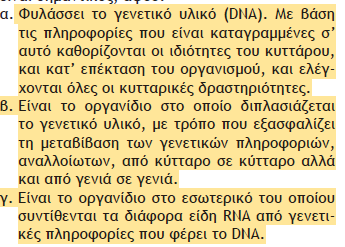 α. Φυλάσσει το γενετικό υλικό (DNA). Με βάση
τις πληροφορίες που είναι καταγραμμένες σ’
αυτό καθορίζονται οι ιδιότητες του κυττάρου,
και κατ’ επέκταση του οργανισμού, και ελέγ-
χονται όλες οι κυτταρικές δραστηριότητες.
β. Είναι το οργανίδιο στο οποίο διπλασιάζεται
το γενετικό υλικό, με τρόπο που εξασφαλίζει
τη μεταβίβαση των γενετικών πληροφοριών,
αναλλοίωτων, από κύτταρο σε κύτταρο αλλά
και από γενιά σε γενιά.
γ. Είναι το οργανίδιο στο εσωτερικό του οποίου
συντίθενται τα διάφορα είδη RNA από γενετι-
κές πληροφορίες που φέρει το DNA.